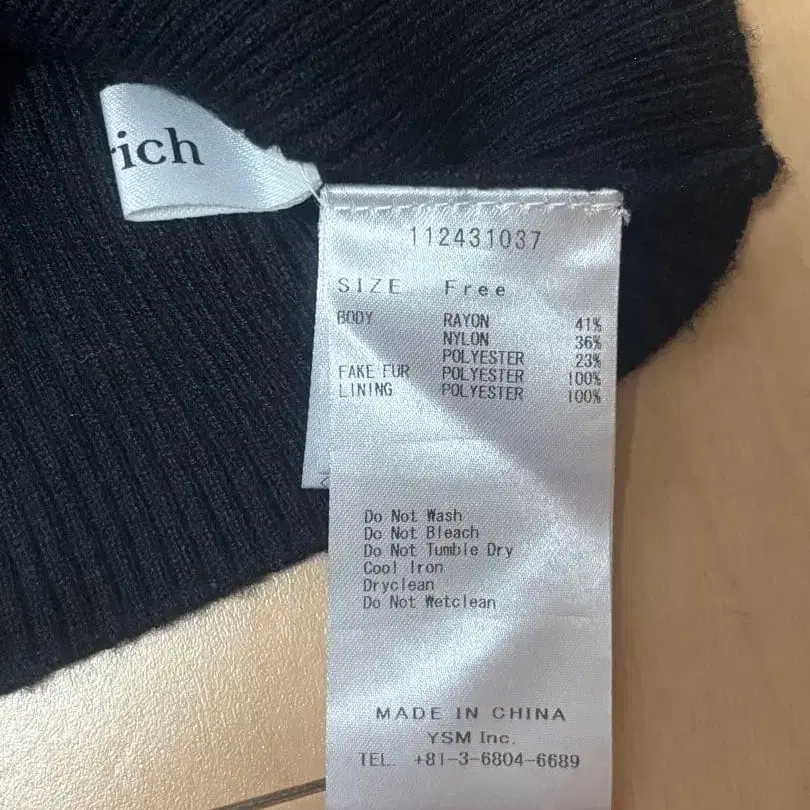 rich
112431037
SIZE Free
BODY RAYON 41%
NYLON 36%
POLYESTER 23%
FAKE FUR POLYESTER 100%
LINING POLYESTER 100%
Do Not Wash
Do Not Bleach
Do Not Tumble Dry
Cool Iron
Dryclean
Do Not Wetclean
MADE IN CHINA
YSM Inc.
TEL. +81-3-6804-6689